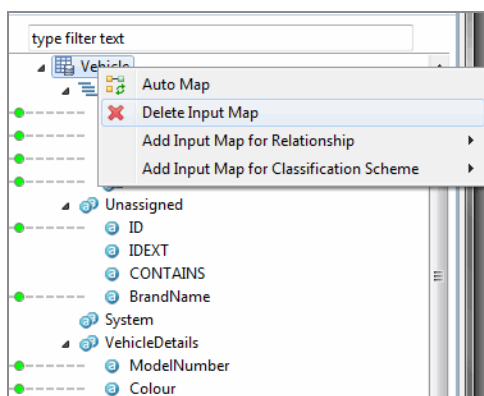 type filter text
Vehicle
Auto Map
Delete Input Map
Add Input Map for Relationship
Add Input Map for Classification Scheme
Unassigned
ID
IDEXT
CONTAINS
BrandName
System
VehicleDetails
ModelNumber
Colour